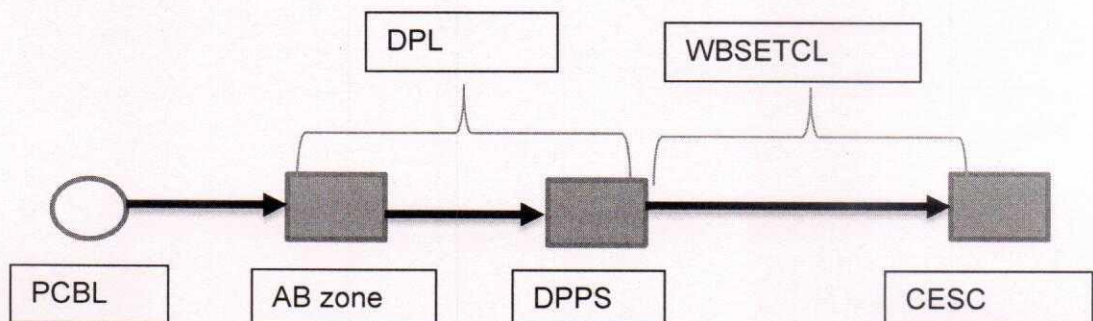 DPL
WBSETCL
PCBL
AB zone
DPPS
CESC